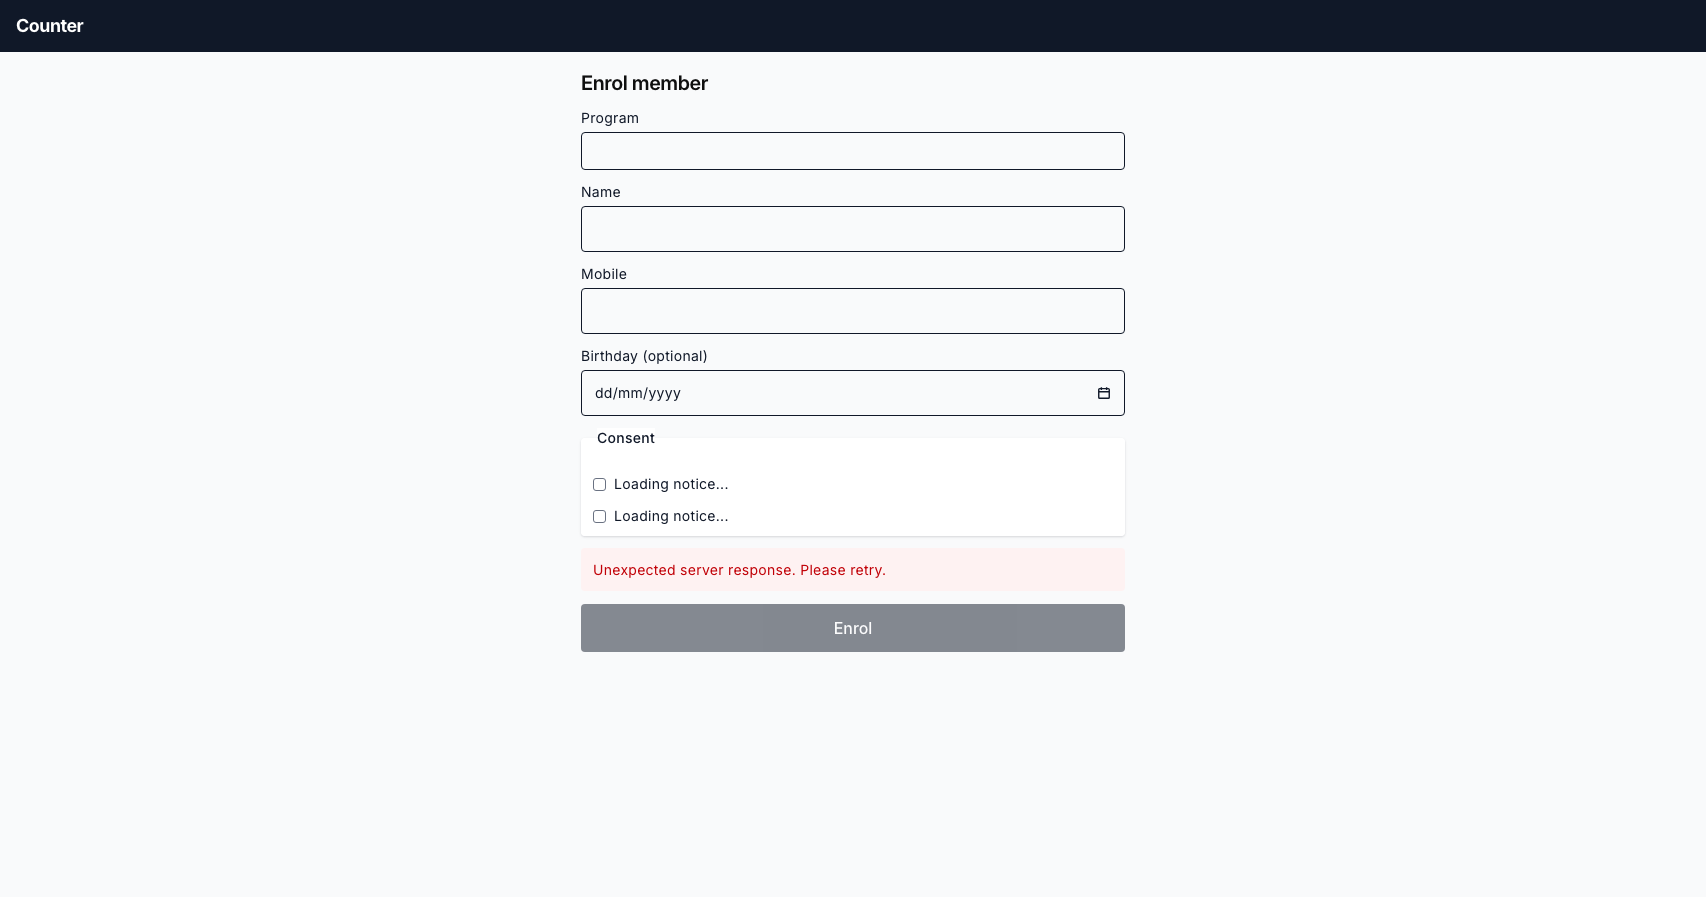 Counter
Enrol member
Program
Name
Mobile
Birthday (optional)
dd/mm/yyyy
Consent
Loading notice...
Loading notice...
Unexpected server response. Please retry.
Enrol